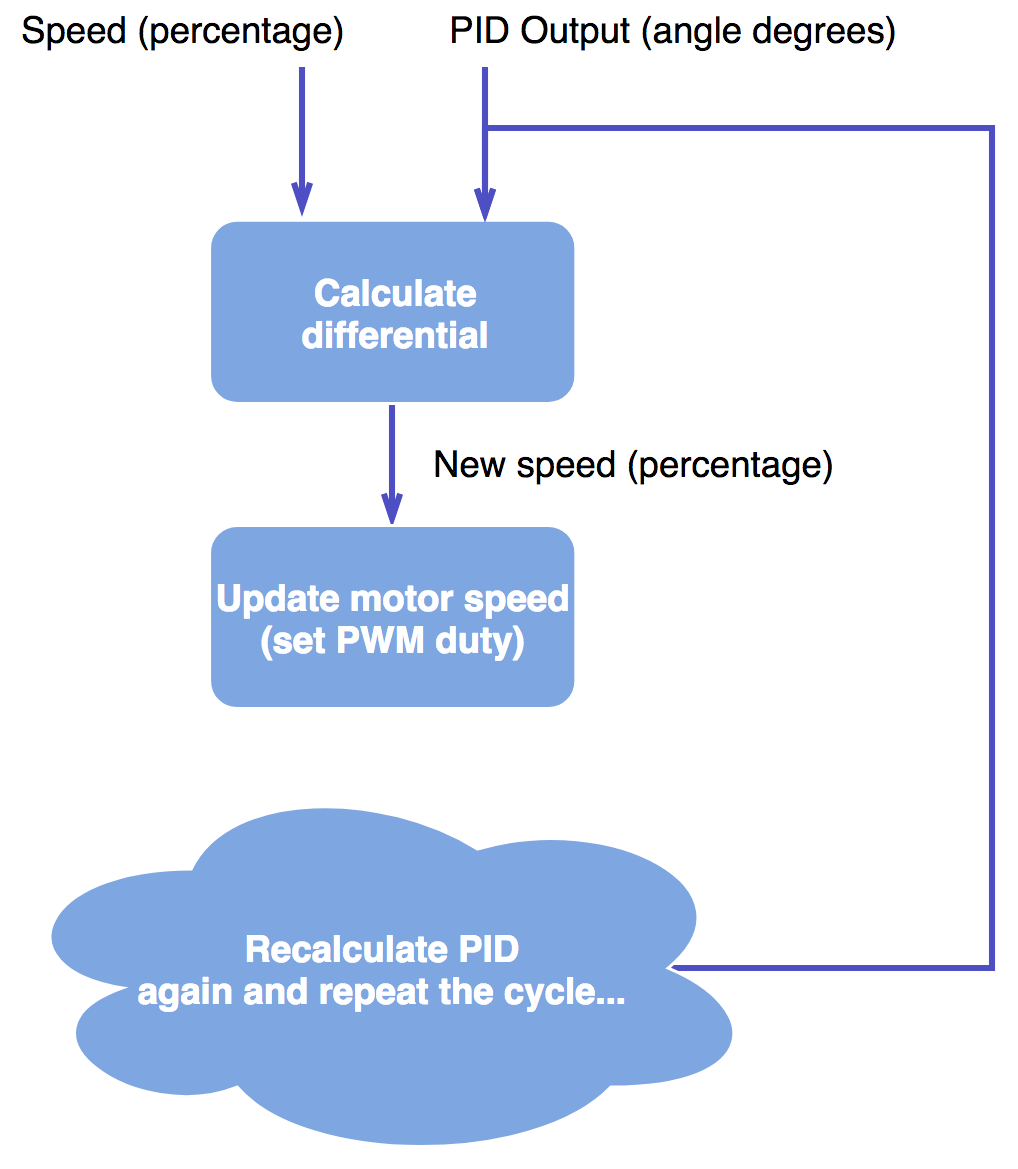 Speed (percentage)
PID Output (angle degrees)
Calculate
differential
New speed (percentage)
Update motor speed
(set PWM duty)
Recalculate PID
again and repeat the cycle...